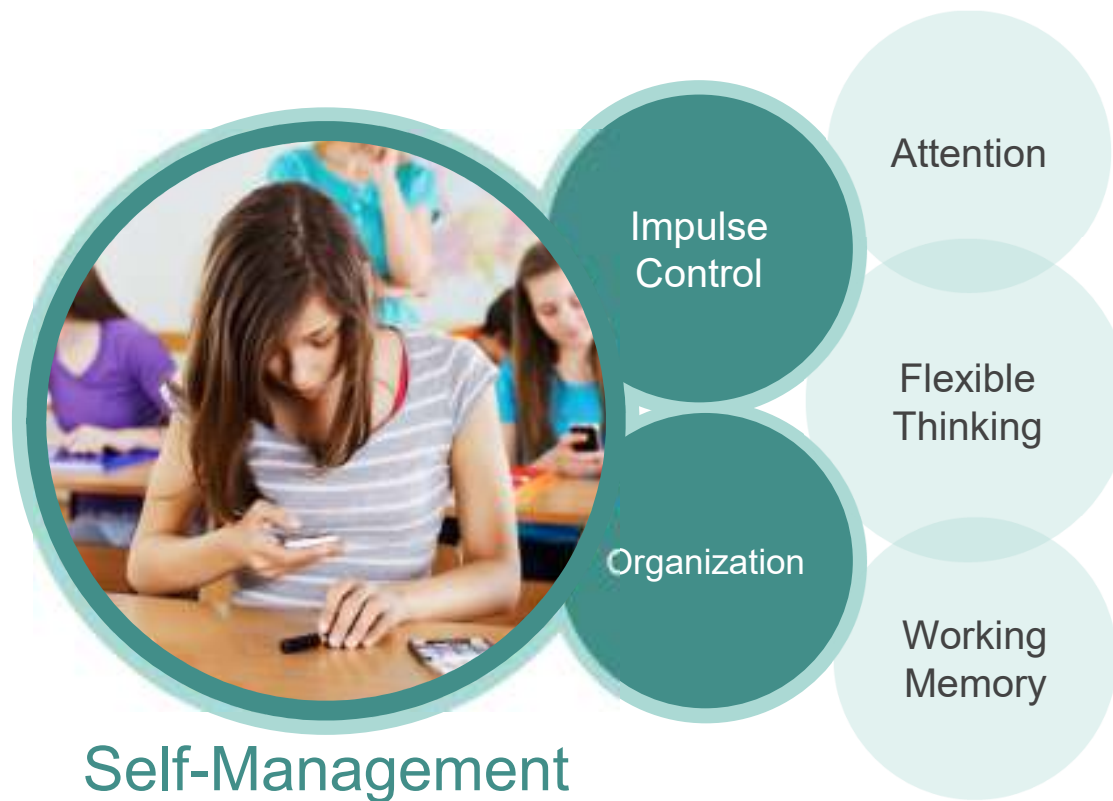 Attention
Impulse
Control
Flexible
Thinking
Organization
Working
Memory
Self-Management